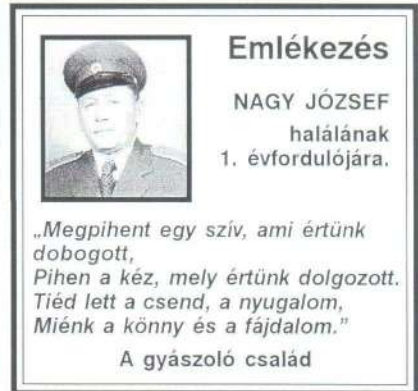 Emlékezés
NAGY JÓZSEF
halálának
1. évfordulójára.
„Megpihent egy szív, ami értünk
dobogott,
Pihen a kéz, mely értünk dolgozott.
Tiéd lett a csend, a nyugalom,
Miénk a könny és a fájdalom.”
A gyászoló család